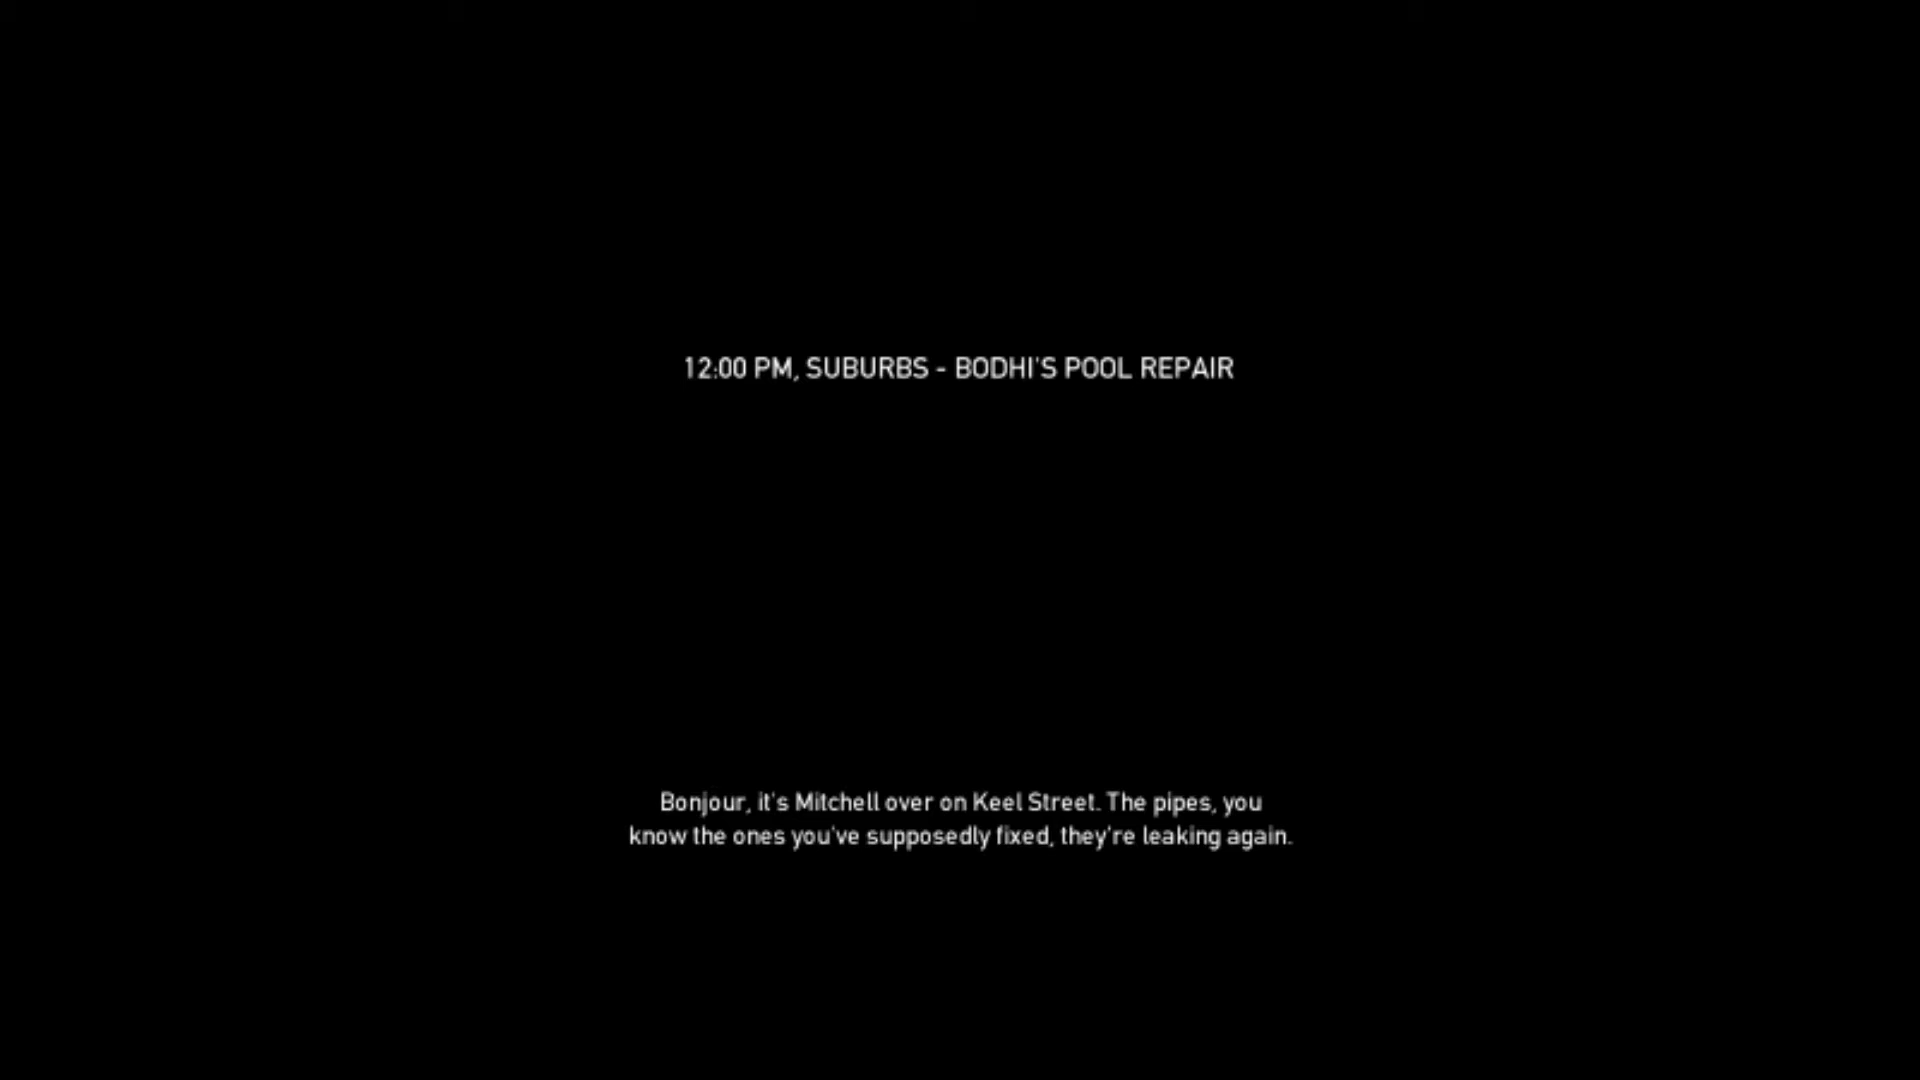 12:00 PM, SUBURBS - BODHI'S POOL REPAIR
Bonjour, it's Mitchell over on Keel Street. The pipes, you
know the ones you've supposedly fixed, they're leaking again.